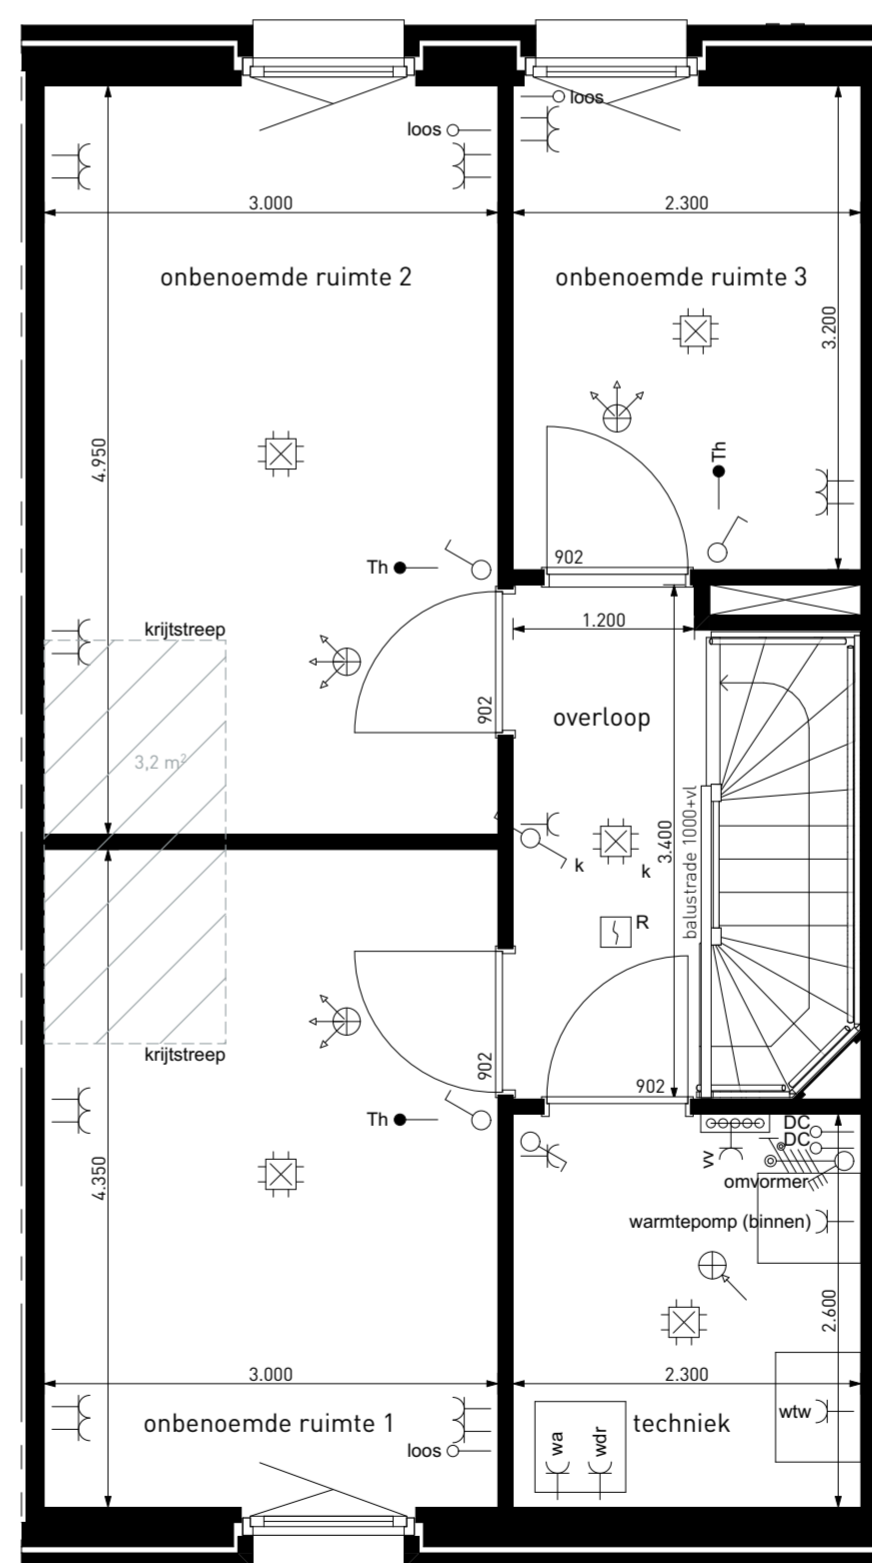 loos
loos
3.000
2.300
onbenoemde ruimte 2
onbenoemde ruimte 3
3.200
4.950
Th
Th
902
krijtstreep
1.200
902
overloop
3,2 m²
balustrade 1000+vl
3.400
k
k
R
krijtstreep
902
902
Th
DC
DC
vv
omvormer
4.350
warmtepomp (binnen)
2.600
3.000
2.300
onbenoemde ruimte 1
techniek
wtw
wa
wdr
loos